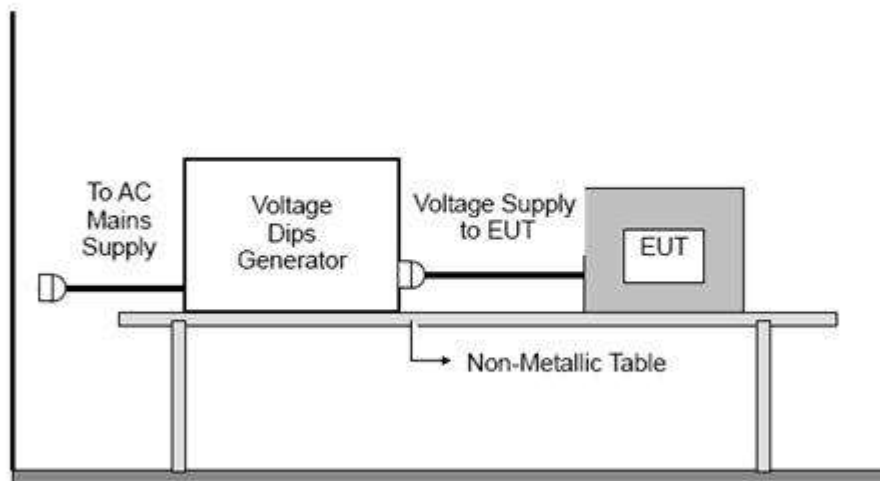 To AC
Mains
Supply
Voltage
Dips
Generator
Voltage Supply
to EUT
EUT
Non-Metallic Table